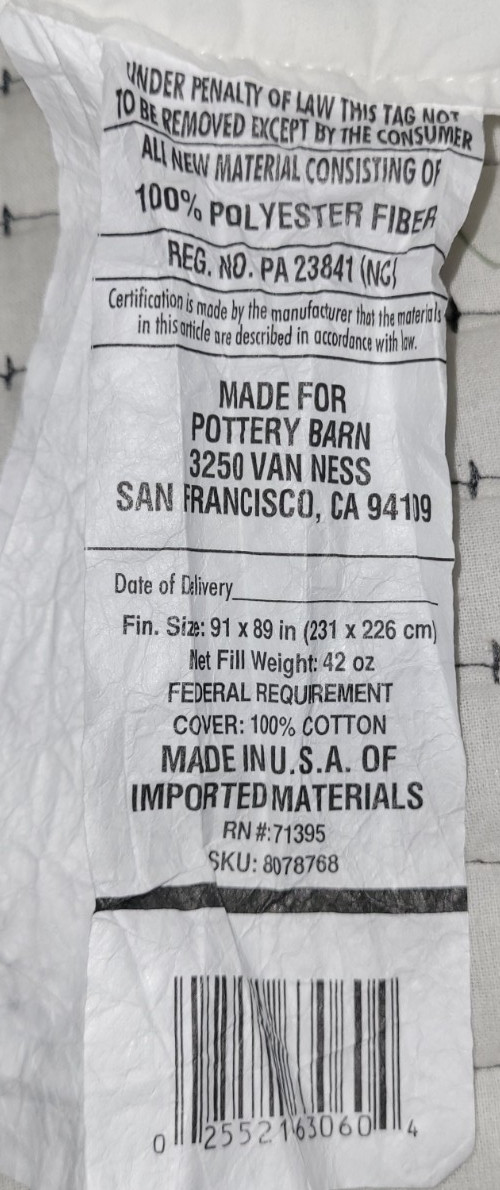 UNDER PENALTY OF LAW THIS TAG NOT
TO BE REMOVED EXCEPT BY THE CONSUMER
ALL NEW MATERIAL CONSISTING OF
100% POLYESTER FIBER
REG. NO. PA 23841 (NC)
Certification is made by the manufacturer that the materials
in this article are described in accordance with law.
MADE FOR
POTTERY BARN
3250 VAN NESS
SAN FRANCISCO, CA 94109
Date of Delivery
Fin. Size: 91 x 89 in (231 x 226 cm)
Net Fill Weight: 42 oz
FEDERAL REQUIREMENT
COVER: 100% COTTON
MADE IN U.S.A. OF
IMPORTED MATERIALS
RN #:71395
SKU: 8078768
0 25521 63060 4